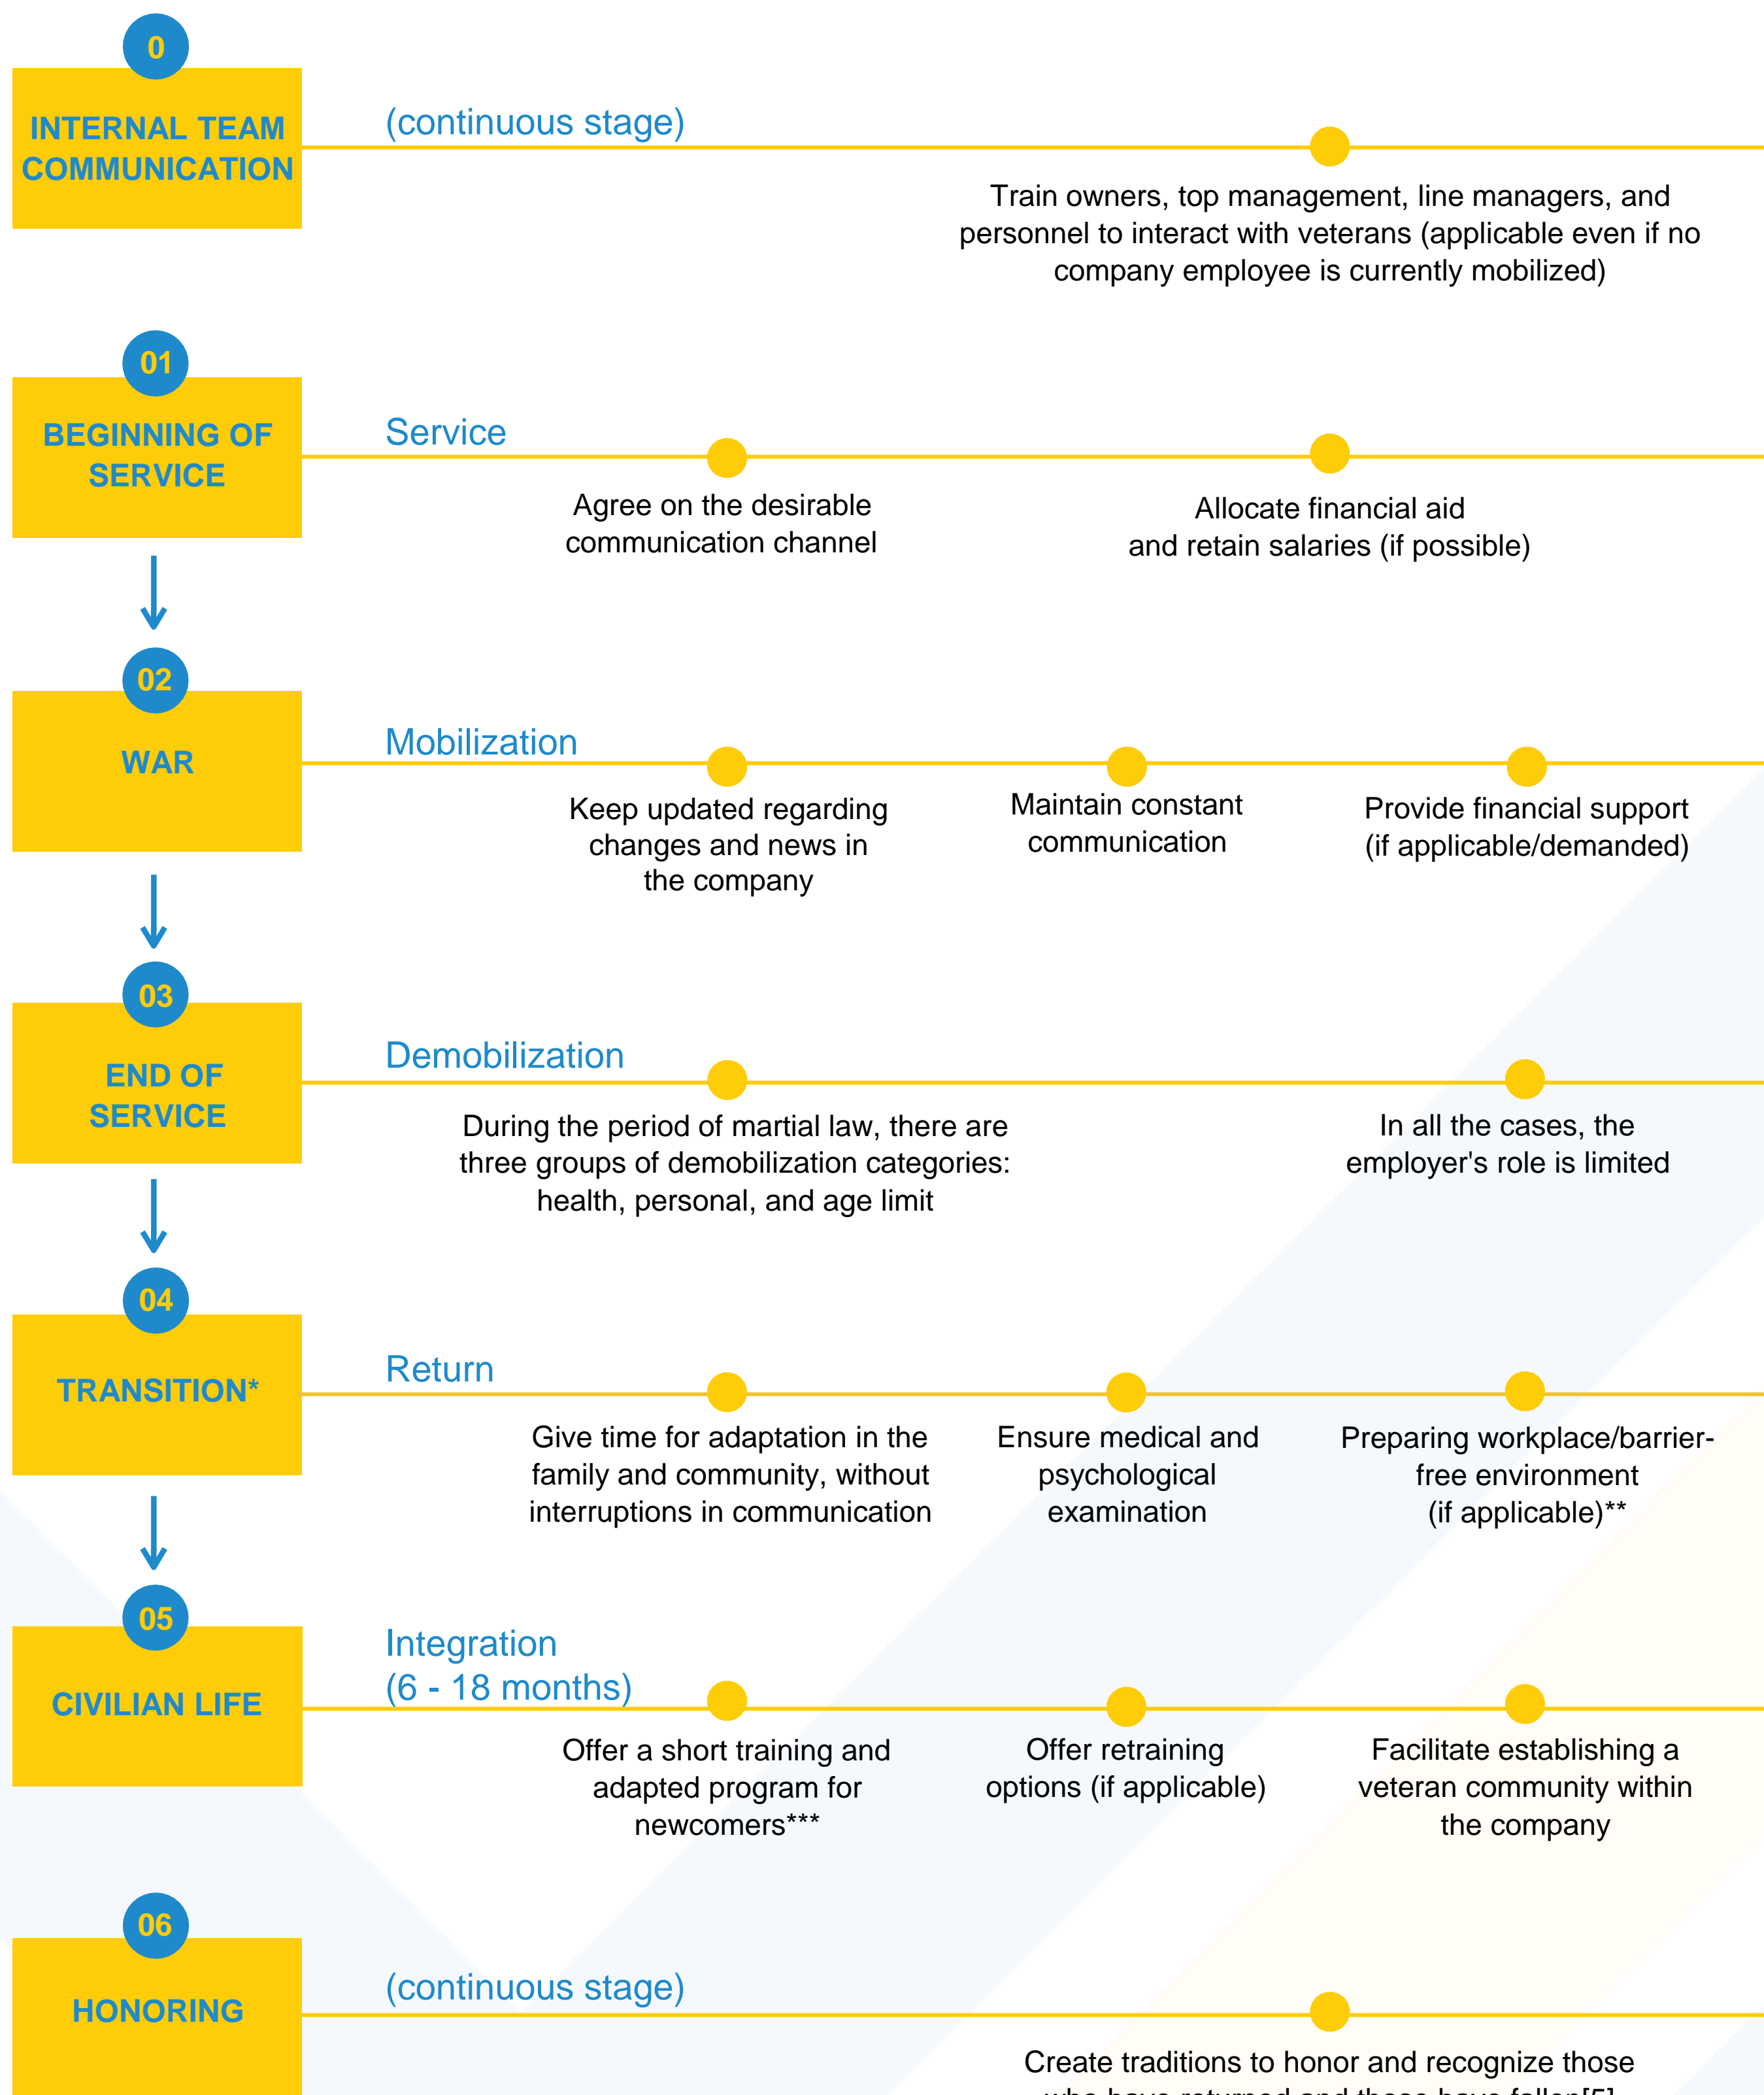 0
INTERNAL TEAM
COMMUNICATION
(continuous stage)
Train owners, top management, line managers, and
personnel to interact with veterans (applicable even if no
company employee is currently mobilized)
01
BEGINNING OF
SERVICE
Service
Agree on the desirable
communication channel
Allocate financial aid
and retain salaries (if possible)
02
WAR
Mobilization
Keep updated regarding
changes and news in
the company
Maintain constant
communication
Provide financial support
(if applicable/demanded)
03
END OF
SERVICE
Demobilization
During the period of martial law, there are
three groups of demobilization categories:
health, personal, and age limit
In all the cases, the
employer's role is limited
04
TRANSITION*
Return
Give time for adaptation in the
family and community, without
interruptions in communication
Ensure medical and
psychological
examination
Preparing workplace/barrier-
free environment
(if applicable)**
05
CIVILIAN LIFE
Integration
(6 - 18 months)
Offer a short training and
adapted program for
newcomers***
Offer retraining
options (if applicable)
Facilitate establishing a
veteran community within
the company
06
HONORING
(continuous stage)
Create traditions to honor and recognize those
who have returned and those have fallen[5]